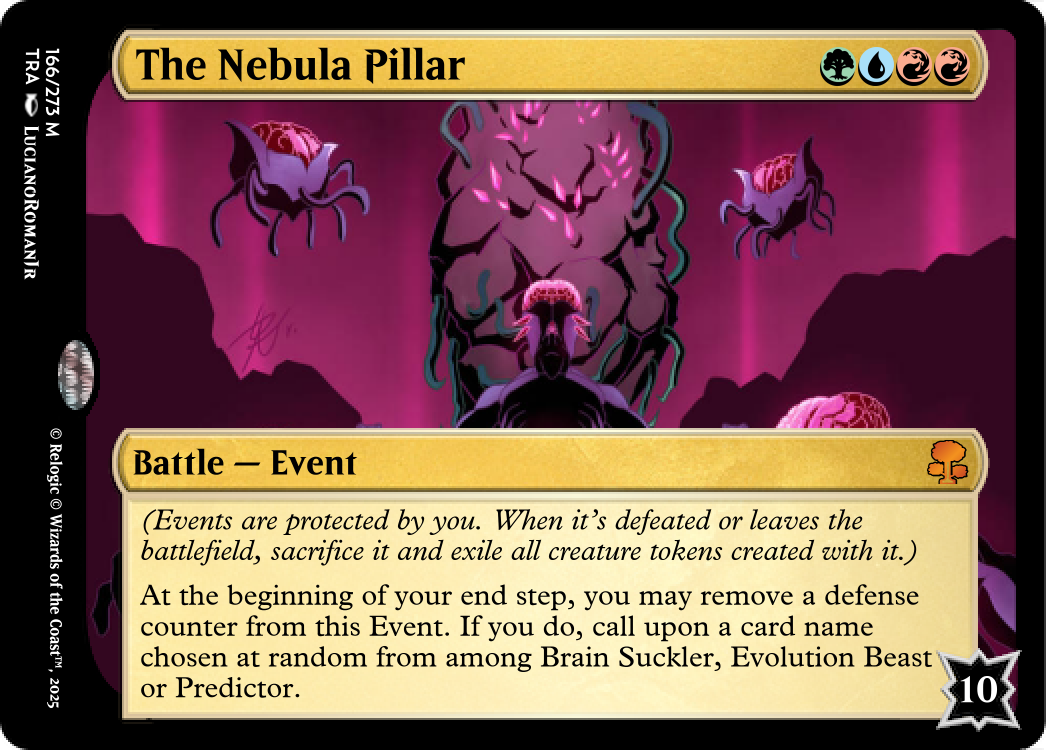 The Nebula Pillar
166/273 M
TRA LucianoRomanJr
Battle — Event
(Events are protected by you. When it's defeated or leaves the
battlefield, sacrifice it and exile all creature tokens created with it.)
At the beginning of your end step, you may remove a defense
counter from this Event. If you do, call upon a card name
chosen at random from among Brain Suckler, Evolution Beast
or Predictor.
10
© Relogic © Wizards of the Coast™, 2025